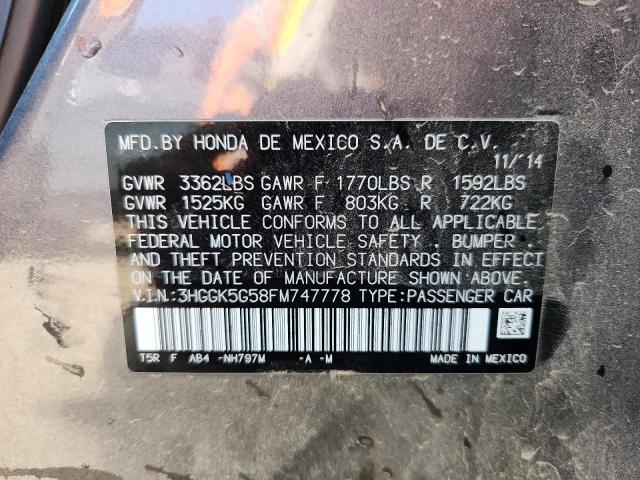 MFD. BY HONDA DE MEXICO S.A. DE C.V.
11/'14
GVWR 3362LBS GAWR F 1770LBS R 1592LBS
GVWR 1525KG GAWR F 803KG R 722KG
THIS VEHICLE CONFORMS TO ALL APPLICABLE
FEDERAL MOTOR VEHICLE SAFETY , BUMPER ,
AND THEFT PREVENTION STANDARDS IN EFFECT
ON THE DATE OF MANUFACTURE SHOWN ABOVE.
V.I.N.:3HGGK5G58FM747778 TYPE:PASSENGER CAR
T5R F AB4 -NH797M -A -M MADE IN MEXICO